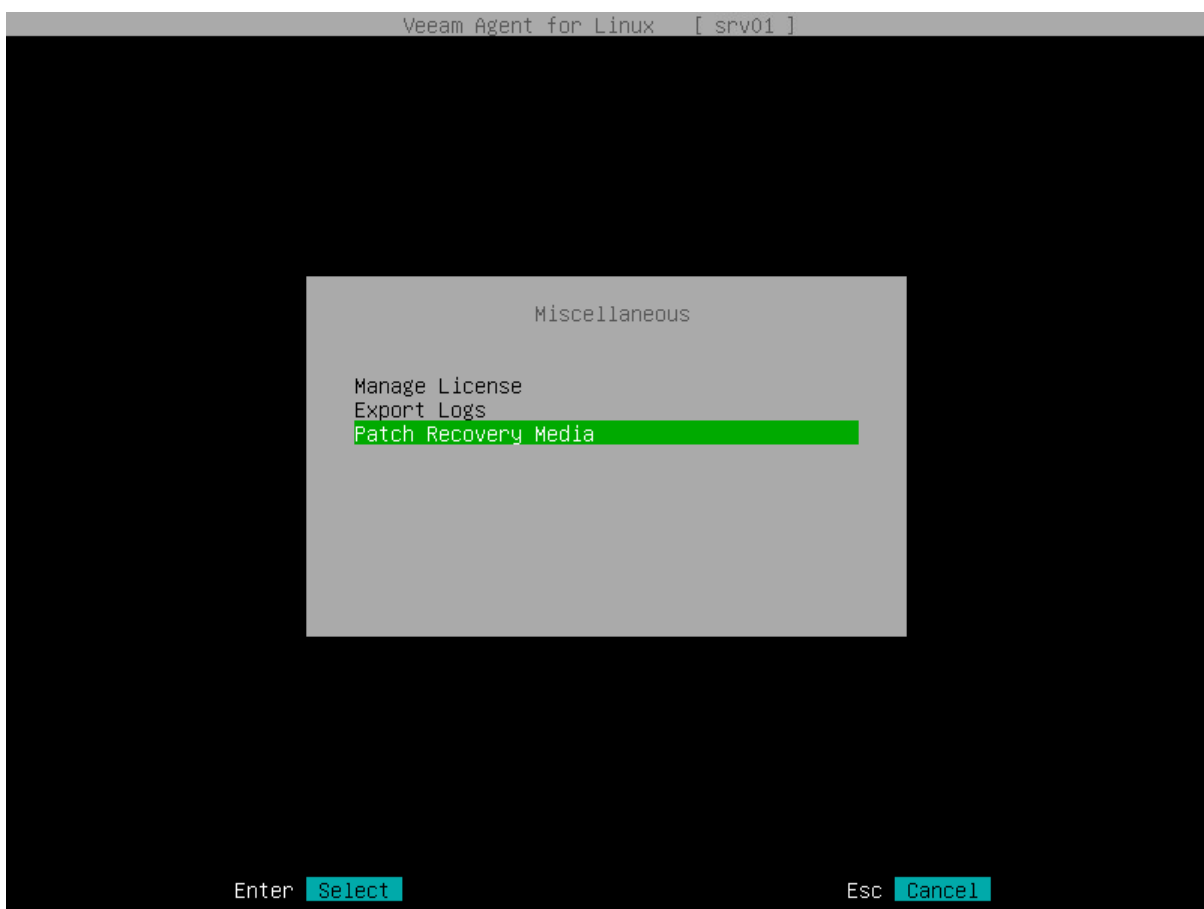 Veeam Agent for Linux [ srv01 ]
Miscellaneous
Manage License
Export Logs
Patch Recovery Media
Enter Select Esc Cancel